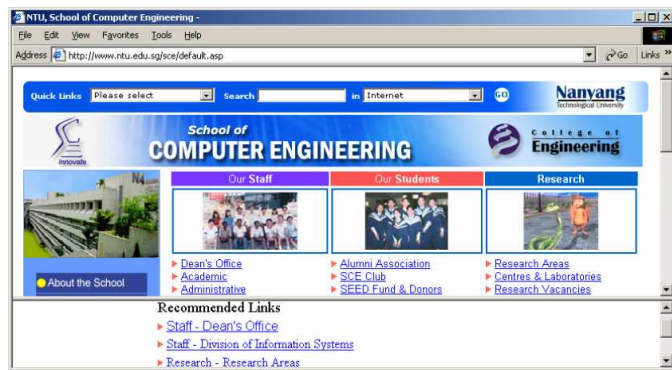 NTU, School of Computer Engineering -
File Edit View Favorites Tools Help
Address http://www.ntu.edu.sg/sce/default.asp Go Links »
Quick Links Please select Search in Internet GO Nanyang
Technological University
School of
COMPUTER ENGINEERING
Innovate
College of
Engineering
N4
Our Staff Our Students Research
Dean's Office Alumni Association Research Areas
Academic SCE Club Centres & Laboratories
Administrative SEED Fund & Donors Research Vacancies
About the School
Recommended Links
Staff - Dean's Office
Staff - Division of Information Systems
Research - Research Areas